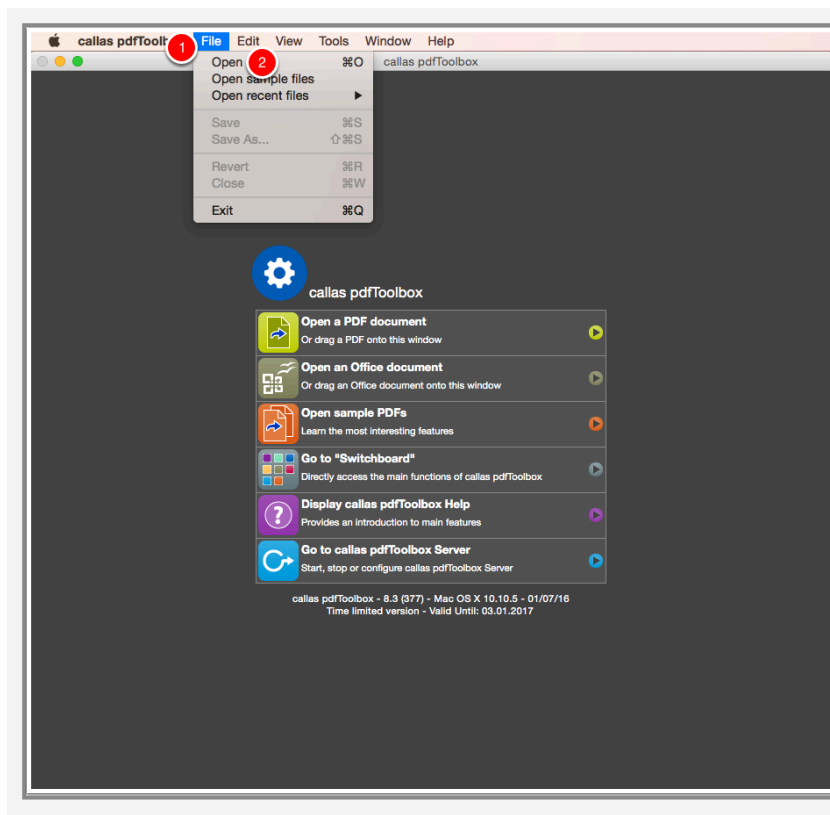 callas pdfToolb File Edit View Tools Window Help
1
callas pdfToolbox
Open 2 ⌘O
Open sample files
Open recent files ▶
Save ⌘S
Save As... ⇧⌘S
Revert ⌘R
Close ⌘W
Exit ⌘Q
callas pdfToolbox
Open a PDF document
Or drag a PDF onto this window
Open an Office document
Or drag an Office document onto this window
Open sample PDFs
Learn the most interesting features
Go to "Switchboard"
Directly access the main functions of callas pdfToolbox
Display callas pdfToolbox Help
?
Provides an introduction to main features
Go to callas pdfToolbox Server
Start, stop or configure callas pdfToolbox Server
callas pdfToolbox - 8.3 (377) - Mac OS X 10.10.5 - 01/07/16
Time limited version - Valid Until: 03.01.2017